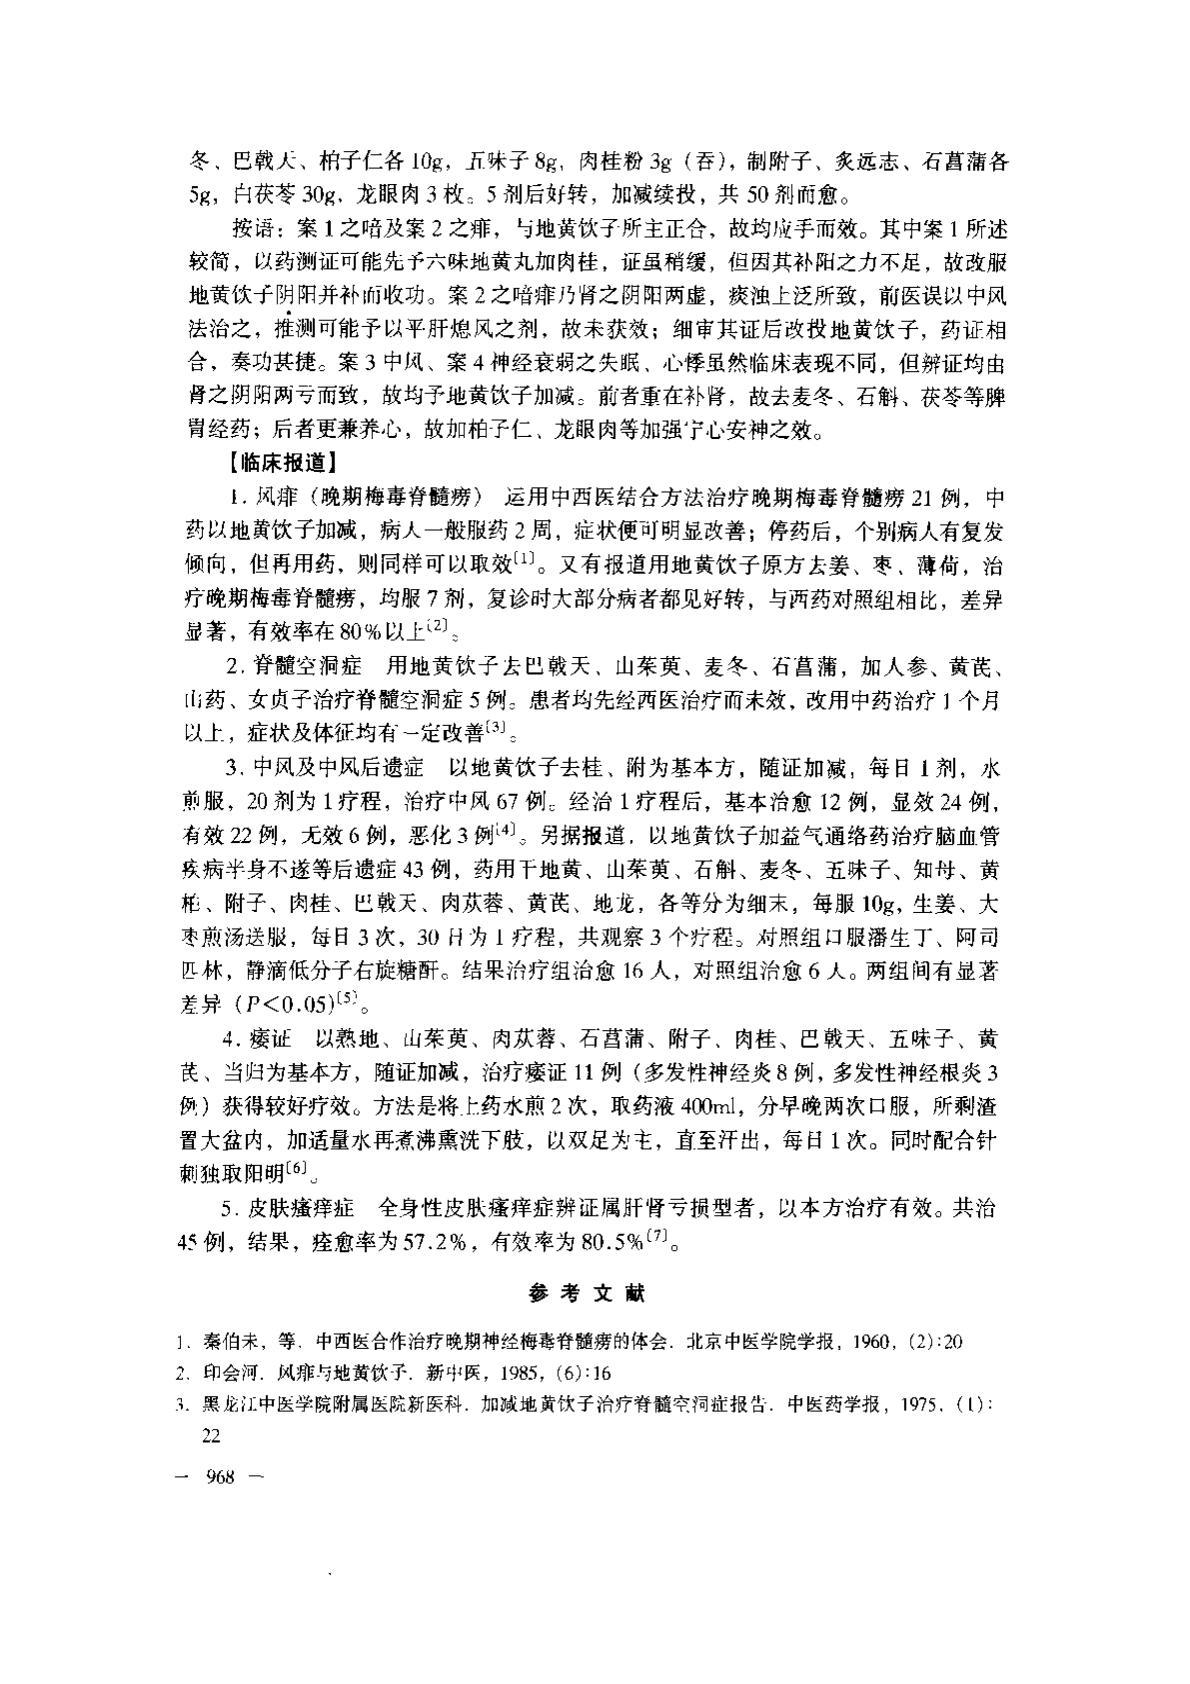 冬、巴戟天、柏子仁各 10g，五味子 8g，肉桂粉 3g（吞），制附子、炙远志、石菖蒲各
5g，白茯苓 30g，龙眼肉 3 枚。5 剂后好转，加减续投，共 50 剂而愈。
按语：案 1 之喑及案 2 之痱，与地黄饮子所主正合，故均应手而效。其中案 1 所述
较简，以药测证可能先予六味地黄丸加肉桂，证虽稍缓，但因其补阳之力不足，故改服
地黄饮子阴阳并补而收功。案 2 之喑痱乃肾之阴阳两虚，痰浊上泛所致，前医误以中风
法治之，推测可能予以平肝熄风之剂，故未获效；细审其证后改投地黄饮子，药证相
合，奏功甚捷。案 3 中风、案 4 神经衰弱之失眠、心悸虽然临床表现不同，但辨证均由
肾之阴阳两亏而致，故均予地黄饮子加减。前者重在补肾，故去麦冬、石斛、茯苓等脾
胃经药；后者更兼养心，故加柏子仁、龙眼肉等加强宁心安神之效。
【临床报道】
1. 风痱（晚期梅毒脊髓痨） 运用中西医结合方法治疗晚期梅毒脊髓痨 21 例，中
药以地黄饮子加减，病人一般服药 2 周，症状便可明显改善；停药后，个别病人有复发
倾向，但再用药，则同样可以取效〔1〕。又有报道用地黄饮子原方去姜、枣、薄荷，治
疗晚期梅毒脊髓痨，均服 7 剂，复诊时大部分病者都见好转，与西药对照组相比，差异
显著，有效率在 80%以上〔2〕。
2. 脊髓空洞症 用地黄饮子去巴戟天、山茱萸、麦冬、石菖蒲，加人参、黄芪、
山药、女贞子治疗脊髓空洞症 5 例。患者均先经西医治疗而未效，改用中药治疗 1 个月
以上，症状及体征均有一定改善〔3〕。
3. 中风及中风后遗症 以地黄饮子去桂、附为基本方，随证加减，每日 1 剂，水
煎服，20 剂为 1 疗程，治疗中风 67 例。经治 1 疗程后，基本治愈 12 例，显效 24 例，
有效 22 例，无效 6 例，恶化 3 例〔4〕。另据报道，以地黄饮子加益气通络药治疗脑血管
疾病半身不遂等后遗症 43 例，药用干地黄、山茱萸、石斛、麦冬、五味子、知母、黄
柏、附子、肉桂、巴戟天、肉苁蓉、黄芪、地龙，各等分为细末，每服 10g，生姜、大
枣煎汤送服，每日 3 次，30 日为 1 疗程，共观察 3 个疗程。对照组口服潘生丁、阿司
匹林，静滴低分子右旋糖酐。结果治疗组治愈 16 人，对照组治愈 6 人。两组间有显著
差异（P<0.05）〔5〕。
4. 痿证 以熟地、山茱萸、肉苁蓉、石菖蒲、附子、肉桂、巴戟天、五味子、黄
芪、当归为基本方，随证加减，治疗痿证 11 例（多发性神经炎 8 例，多发性神经根炎 3
例）获得较好疗效。方法是将上药水煎 2 次，取药液 400ml，分早晚两次口服，所剩渣
置大盆内，加适量水再煮沸熏洗下肢，以双足为主，直至汗出，每日 1 次。同时配合针
刺独取阳明〔6〕。
5. 皮肤瘙痒症 全身性皮肤瘙痒症辨证属肝肾亏损型者，以本方治疗有效。共治
45 例，结果，痊愈率为 57.2%，有效率为 80.5%〔7〕。
参 考 文 献
1. 秦伯未，等．中西医合作治疗晚期神经梅毒脊髓痨的体会．北京中医学院学报，1960，(2):20
2. 印会河．风痱与地黄饮子．新中医，1985，(6):16
3. 黑龙江中医学院附属医院新医科．加减地黄饮子治疗脊髓空洞症报告．中医药学报，1975，(1):
22
— 968 —